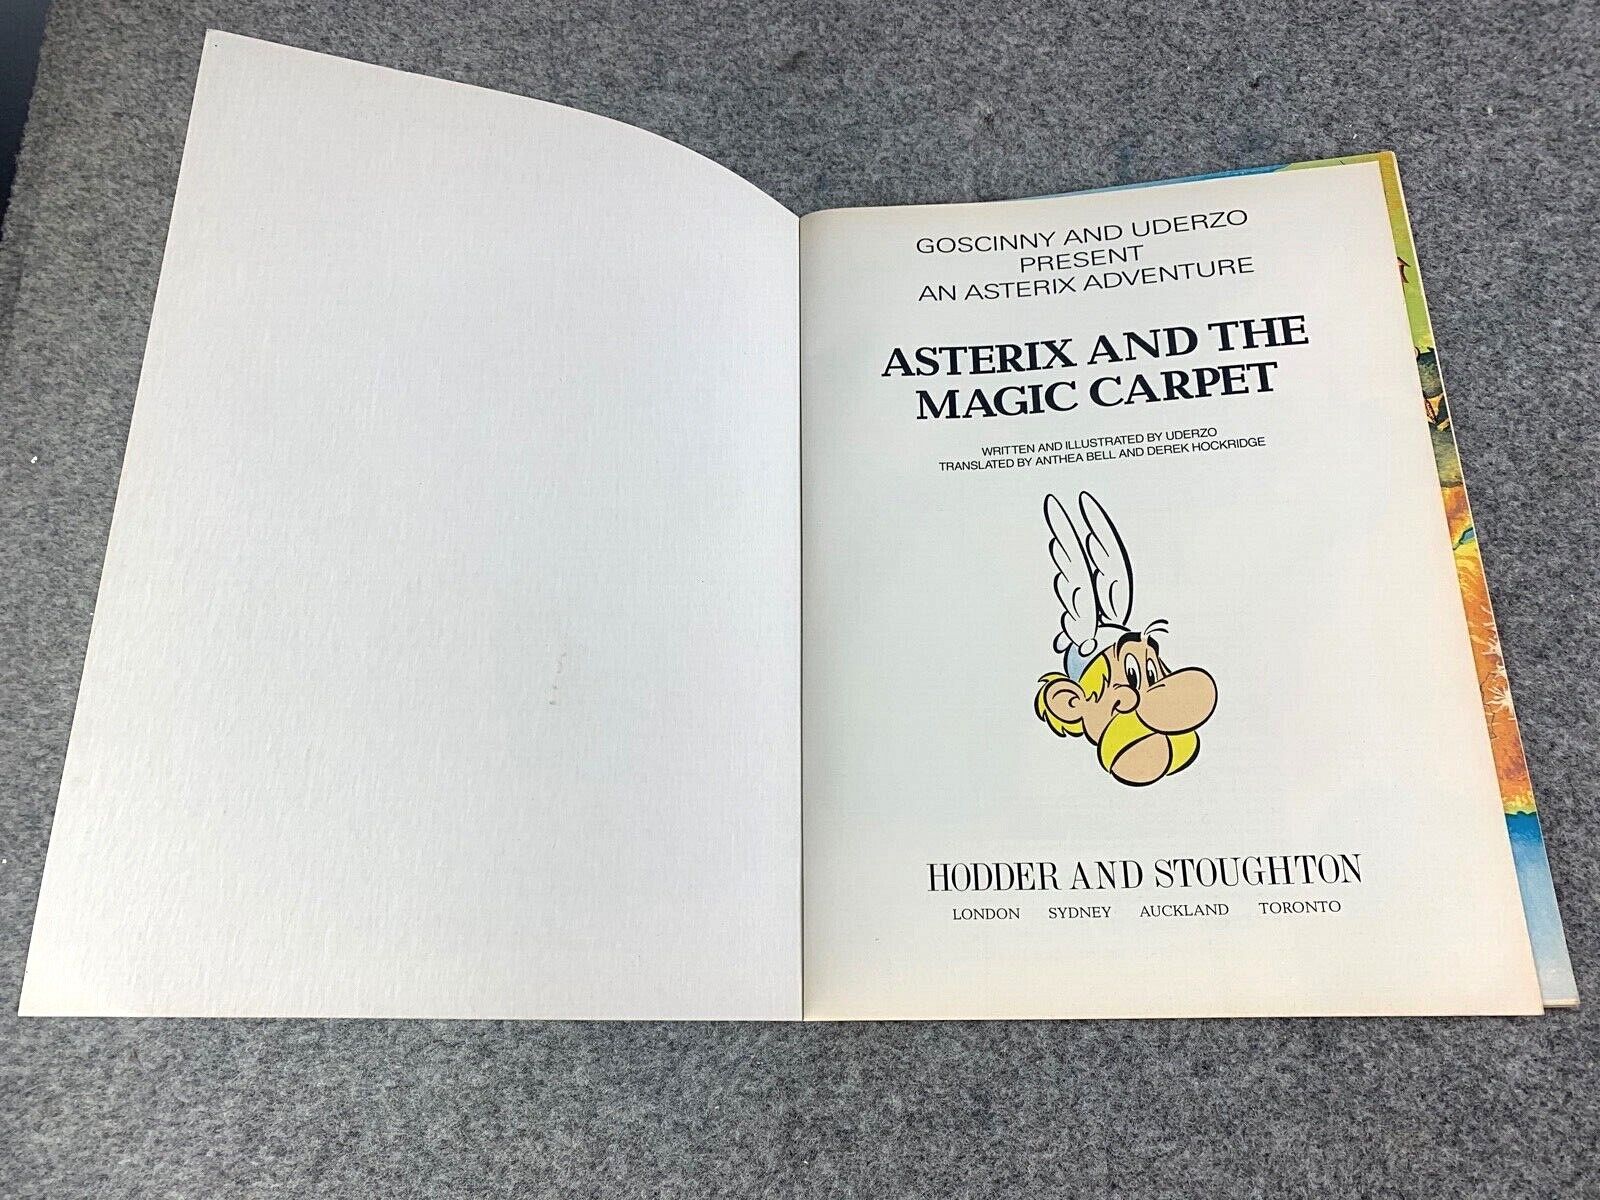 GOSCINNY AND UDERZO
PRESENT
AN ASTERIX ADVENTURE
ASTERIX AND THE
MAGIC CARPET
WRITTEN AND ILLUSTRATED BY UDERZO
TRANSLATED BY ANTHEA BELL AND DEREK HOCKRIDGE
HODDER AND STOUGHTON
LONDON SYDNEY AUCKLAND TORONTO